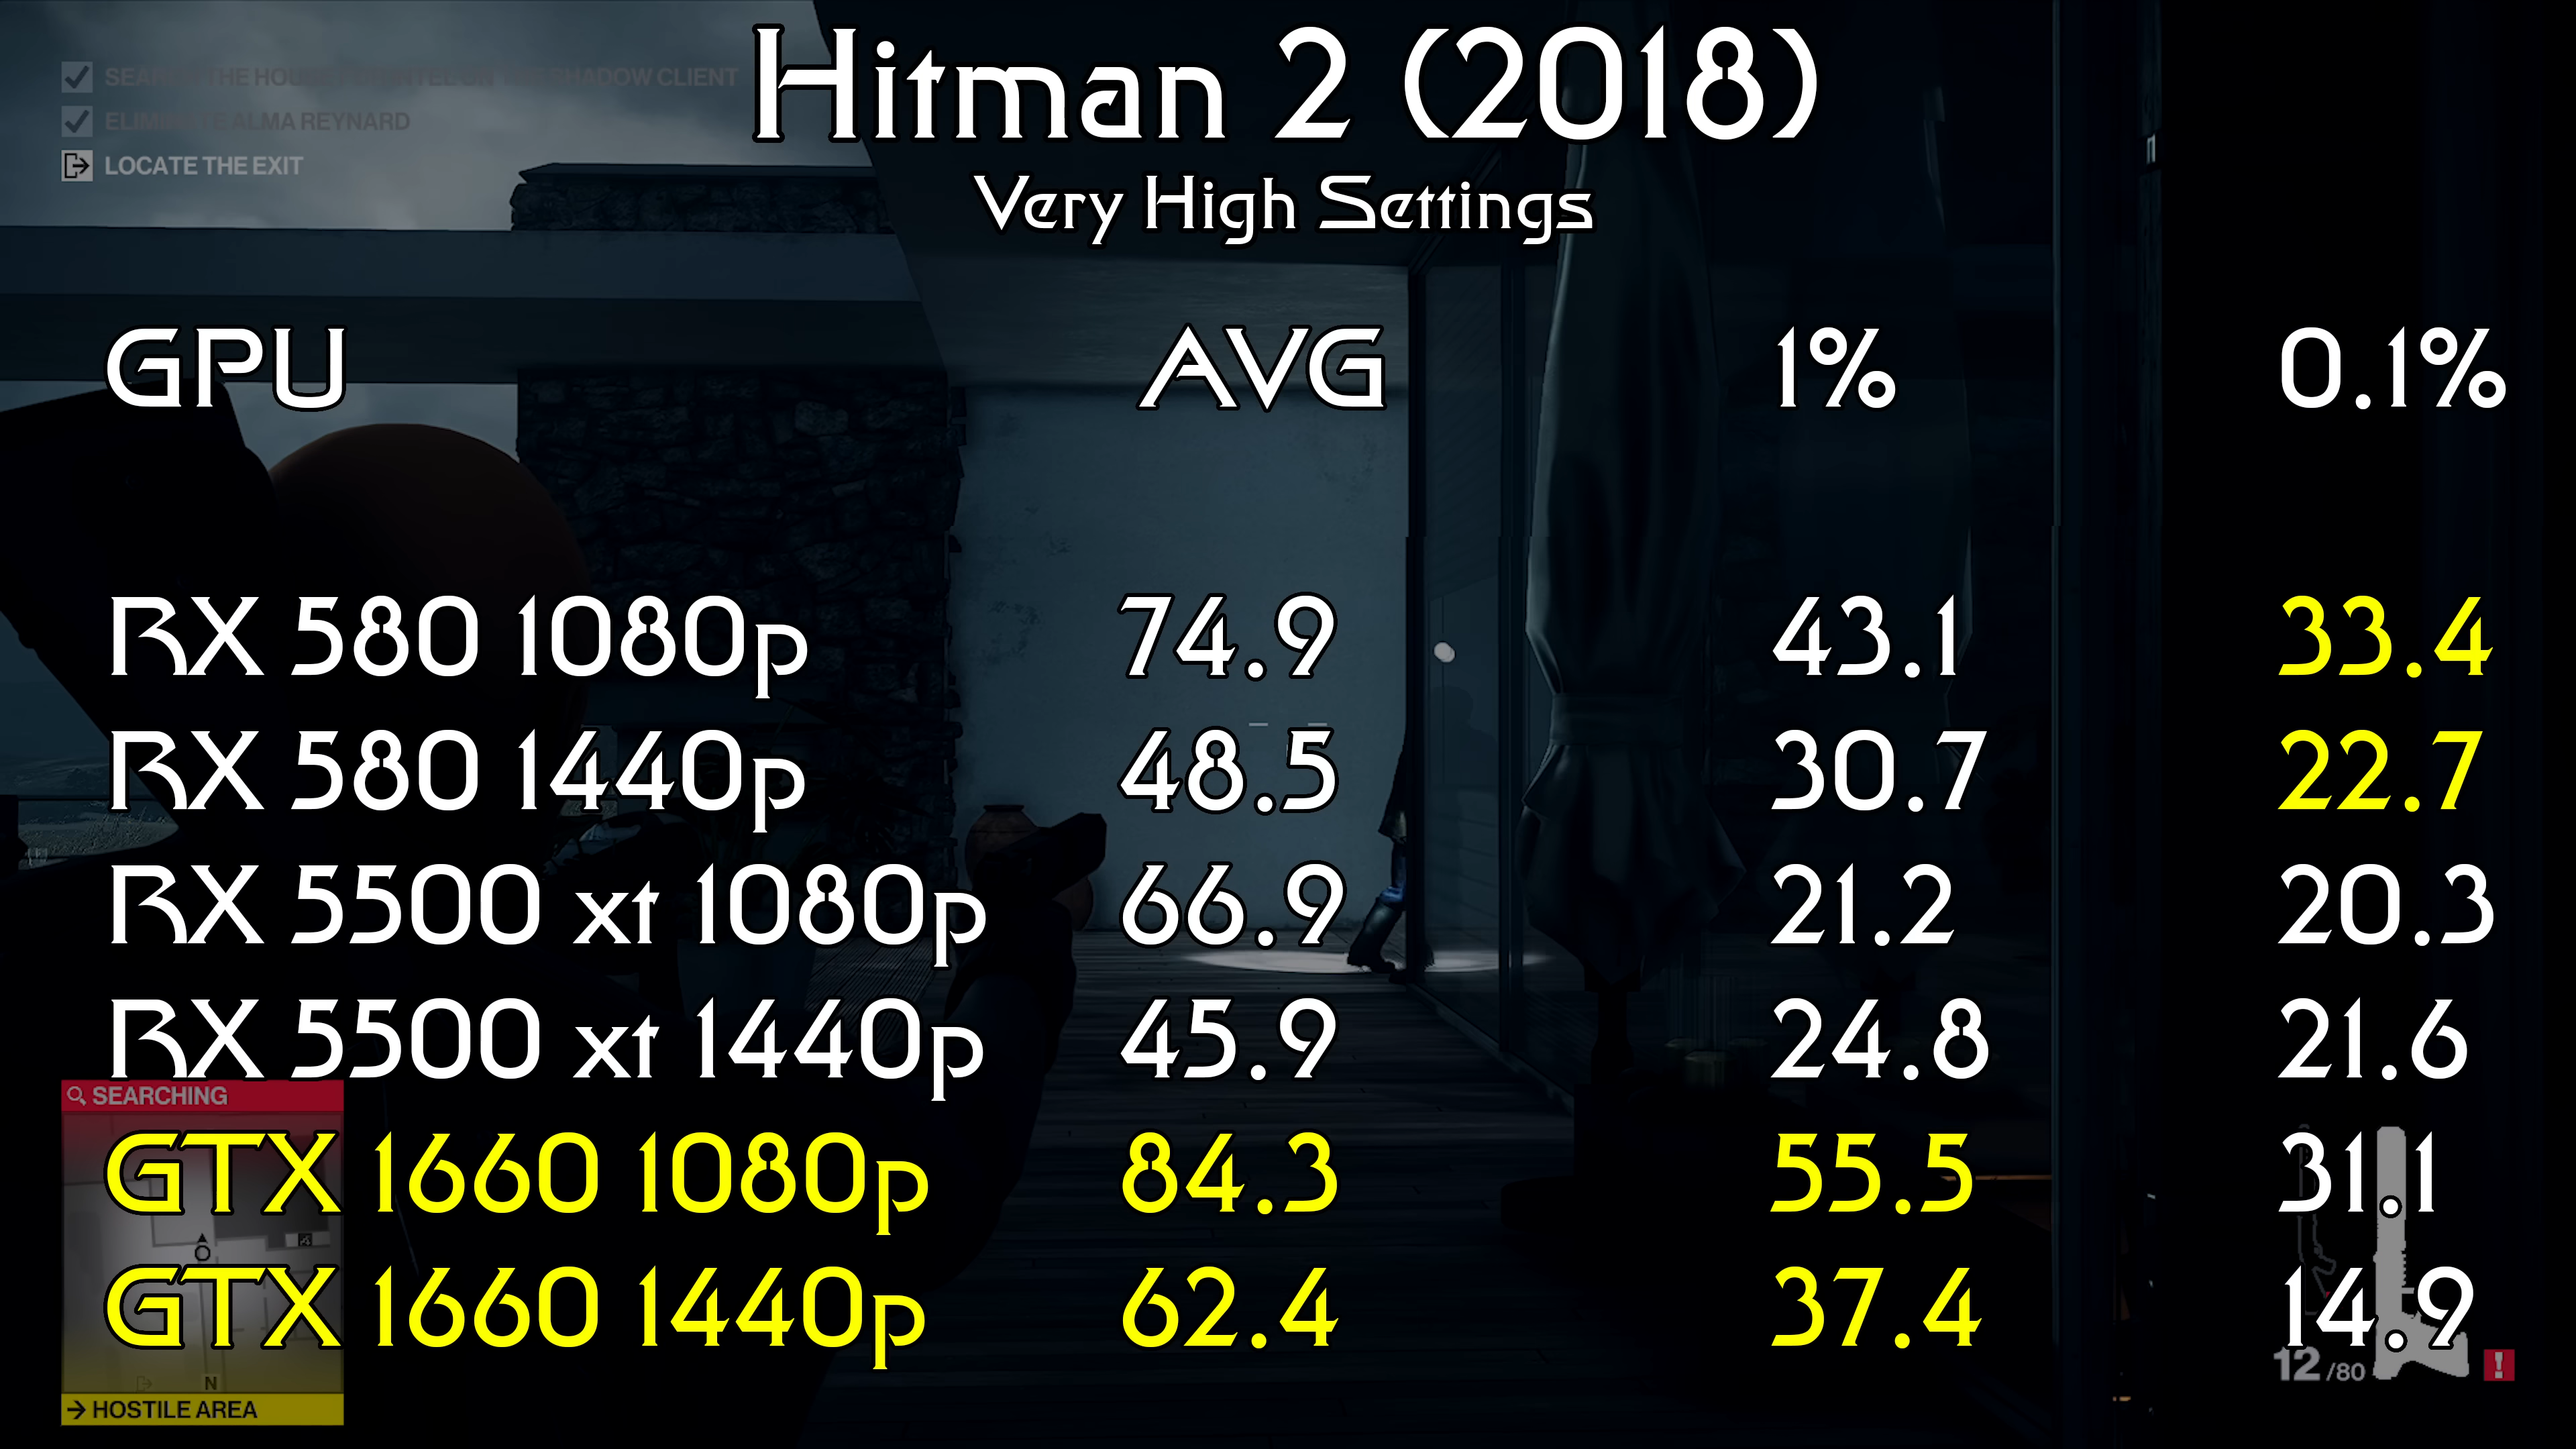 Hitman 2 (2018)
Very High Settings
ELIMINATE ALMA REYNARD
LOCATE THE EXIT
GPU AVG 1% 0.1%
RX 580 1080p 74.9 43.1 33.4
RX 580 1440p 48.5 30.7 22.7
RX 5500 xt 1080p 66.9 21.2 20.3
RX 5500 xt 1440p 45.9 24.8 21.6
SEARCHING
GTX 1660 1080p 84.3 55.5 31.1
GTX 1660 1440p 62.4 37.4 14.9
12 /80
N
HOSTILE AREA